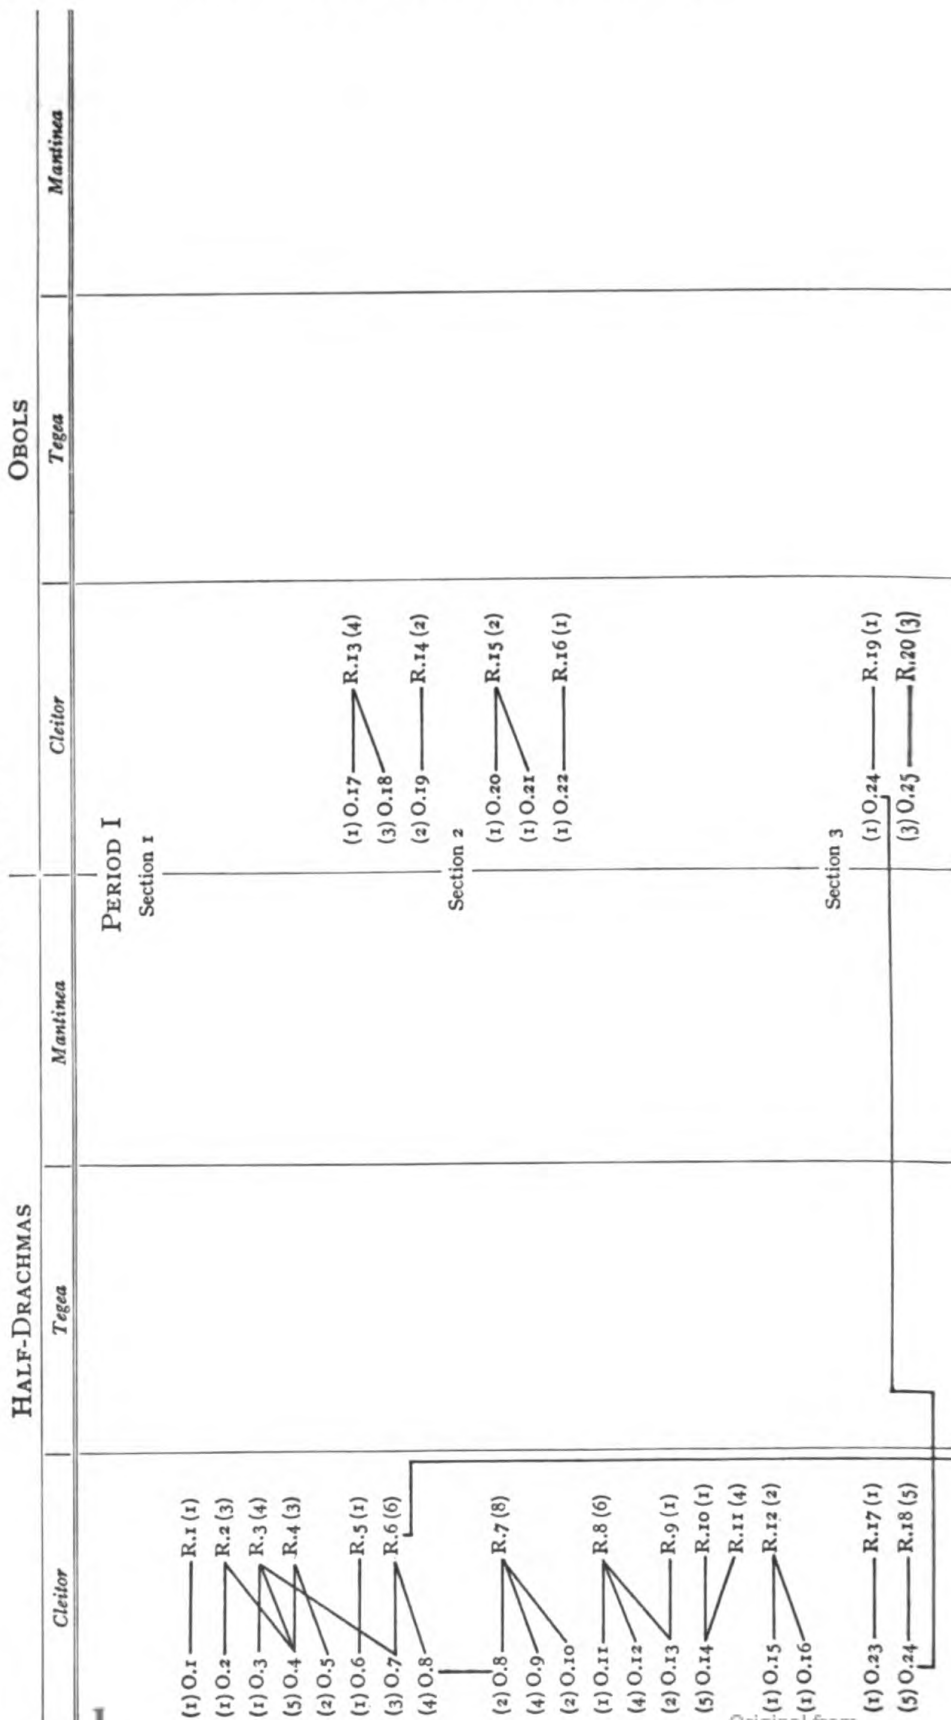 HALF-DRACHMAS OBOLS
Cleitor Tegea Mantinea Cleitor Tegea Mantinea
PERIOD I
Section 1
(1) O.1 R.1 (1)
(1) O.2 R.2 (3)
(1) O.3 R.3 (4)
(5) O.4 R.4 (3)
(2) O.5
(1) O.6 R.5 (1)
(3) O.7 R.6 (6)
(4) O.8
(1) O.17 R.13 (4)
(3) O.18
(2) O.19 R.14 (2)
Section 2
(2) O.8 R.7 (8)
(4) O.9
(2) O.10
(1) O.11 R.8 (6)
(4) O.12
(2) O.13 R.9 (1)
(5) O.14 R.10 (1)
R.11 (4)
(1) O.15 R.12 (2)
(1) O.16
(1) O.20 R.15 (2)
(1) O.21
(1) O.22 R.16 (1)
Section 3
(1) O.23 R.17 (1) (1) O.24 R.19 (1)
(5) O.24 R.18 (5) (3) O.25 R.20 (3)
Original from